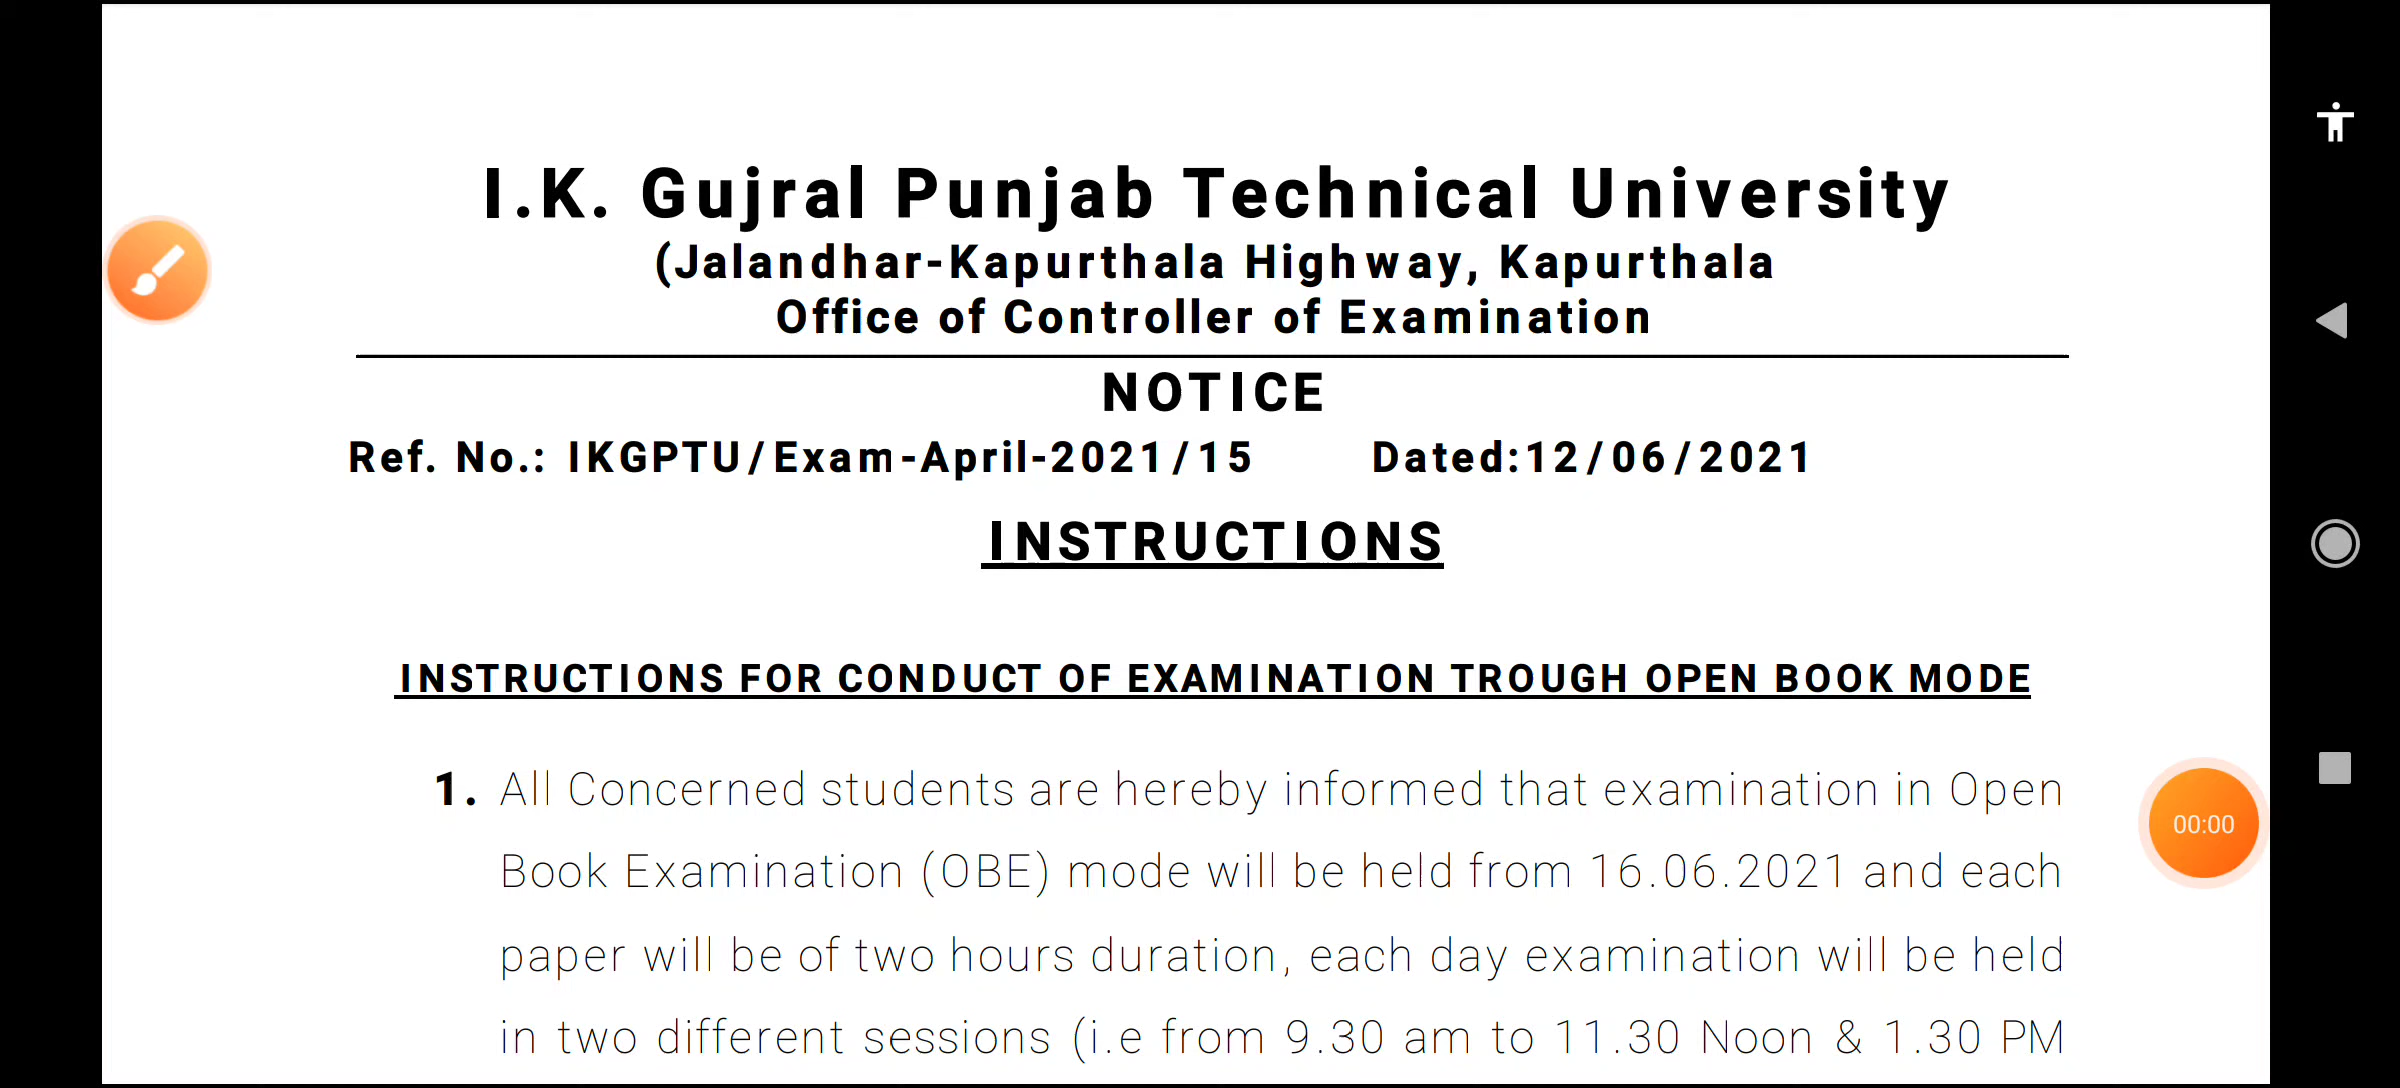 I.K. Gujral Punjab Technical University
(Jalandhar-Kapurthala Highway, Kapurthala
Office of Controller of Examination
NOTICE
Ref. No.: IKGPTU/Exam-April-2021/15 Dated:12/06/2021
INSTRUCTIONS
INSTRUCTIONS FOR CONDUCT OF EXAMINATION TROUGH OPEN BOOK MODE
1. All Concerned students are hereby informed that examination in Open
Book Examination (OBE) mode will be held from 16.06.2021 and each
paper will be of two hours duration, each day examination will be held
in two different sessions (i.e from 9.30 am to 11.30 Noon & 1.30 PM
00:00